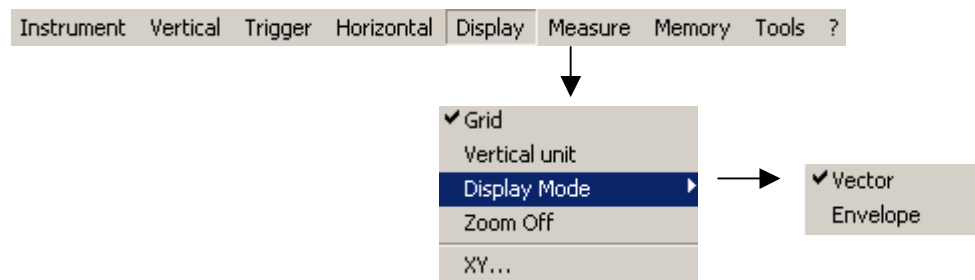 Instrument Vertical Trigger Horizontal Display Measure Memory Tools ?
Grid
Vertical unit
Display Mode
Zoom Off
XY...
Vector
Envelope